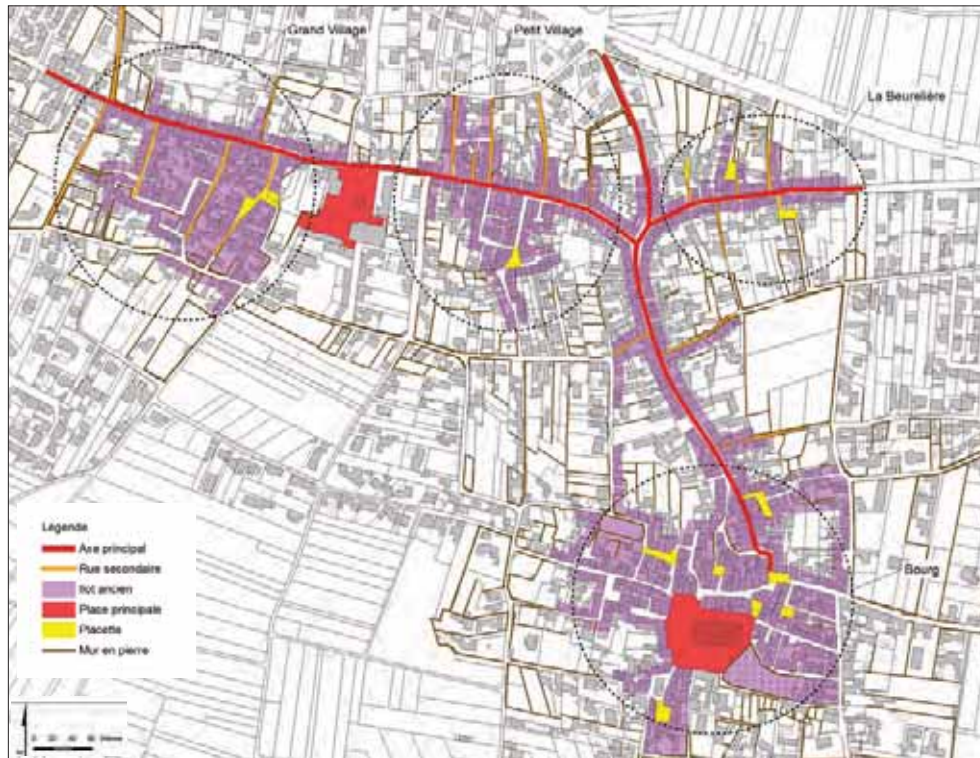 Grand Village
Petit Village
La Beurelière
Bourg
Légende
Axe principal
Rue secondaire
Ilot ancien
Place principale
Placette
Mur en pierre